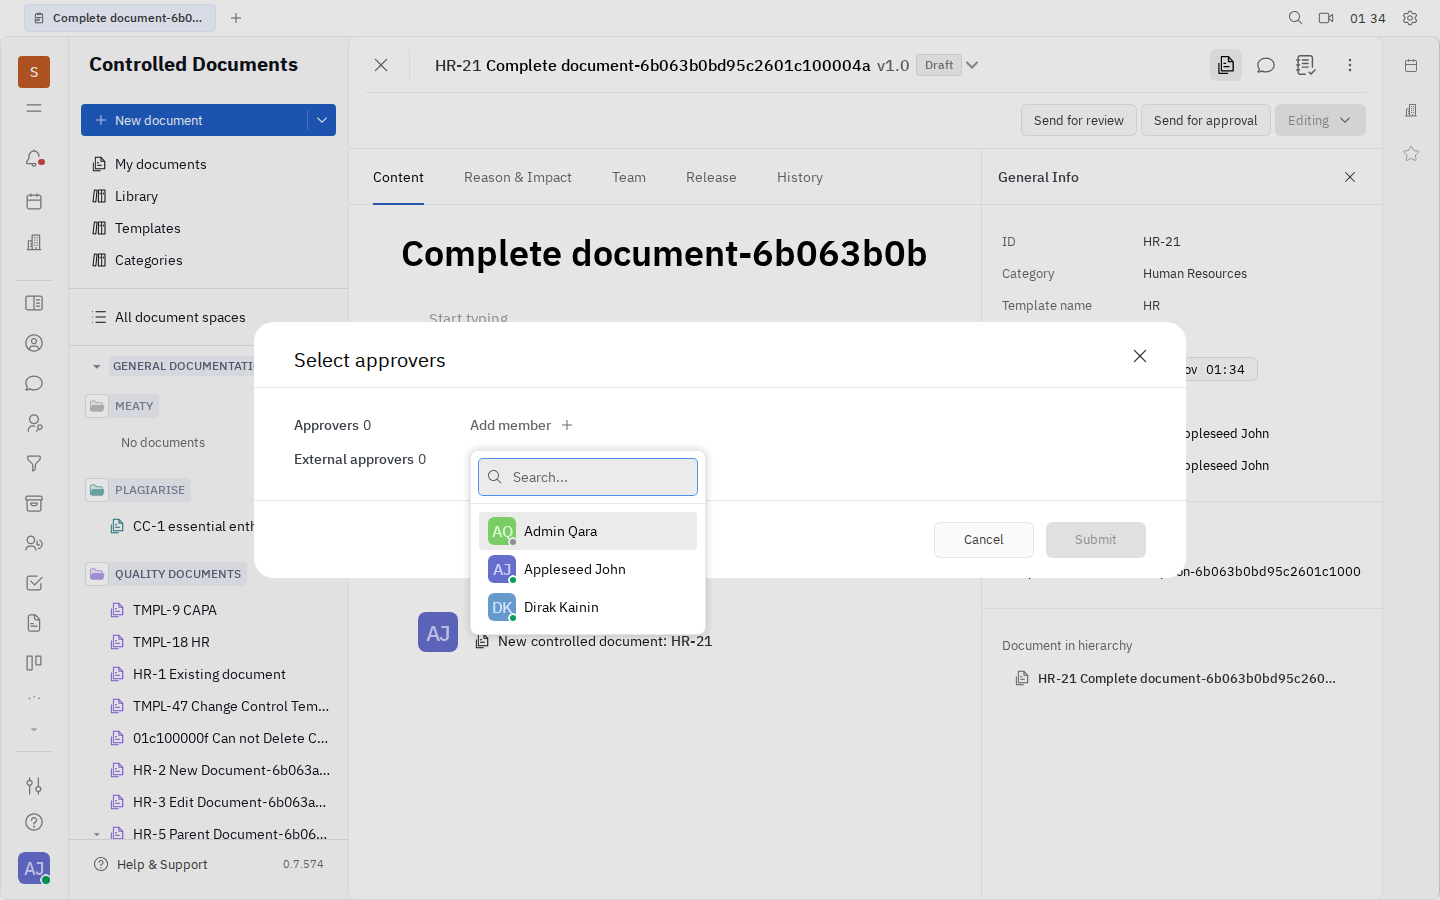 Complete document-6b0...
01 34
S
Controlled Documents
New document
My documents
Library
Templates
Categories
All document spaces
GENERAL DOCUMENTATI
MEATY
No documents
PLAGIARISE
CC-1 essential enth
QUALITY DOCUMENTS
TMPL-9 CAPA
TMPL-18 HR
HR-1 Existing document
TMPL-47 Change Control Tem...
01c100000f Can not Delete C...
HR-2 New Document-6b063a...
HR-3 Edit Document-6b063a...
HR-5 Parent Document-6b06...
Help & Support
0.7.574
AJ
HR-21 Complete document-6b063b0bd95c2601c100004a v1.0 Draft
Send for review
Send for approval
Editing
Content
Reason & Impact
Team
Release
History
Complete document-6b063b0b
Start typing
AJ
New controlled document: HR-21
General Info
ID HR-21
Category Human Resources
Template name HR
ov 01:34
ppleseed John
ppleseed John
on-6b063b0bd95c2601c1000
Document in hierarchy
HR-21 Complete document-6b063b0bd95c260...
Select approvers
Approvers 0
Add member
External approvers 0
Search...
AQ Admin Qara
AJ Appleseed John
DK Dirak Kainin
Cancel
Submit